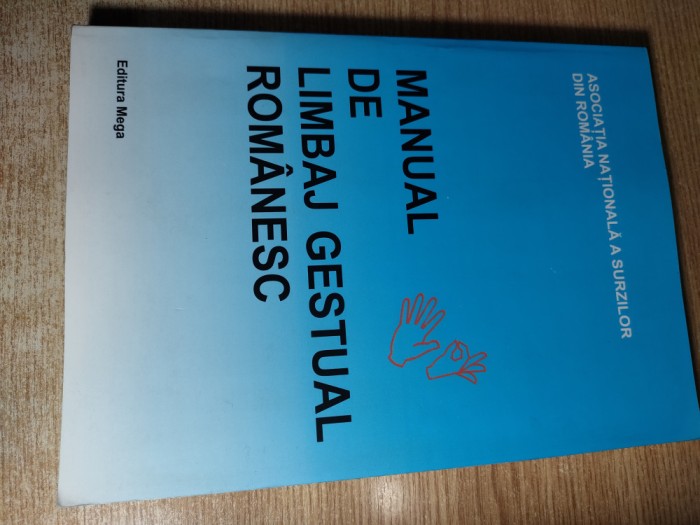 ASOCIAȚIA NAȚIONALĂ A SURZILOR
DIN ROMÂNIA
MANUAL
DE
LIMBAJ GESTUAL
ROMÂNESC
Editura Mega